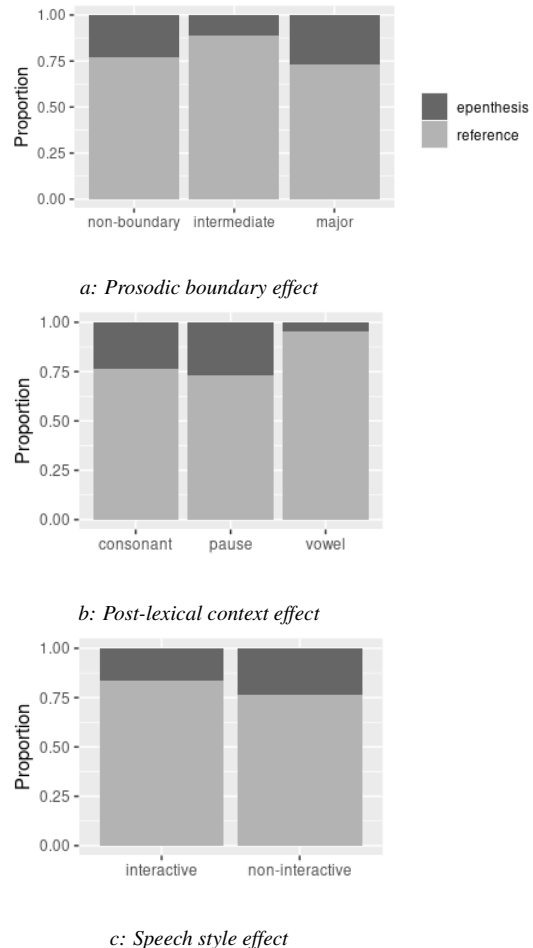 1.00
0.75
0.50
0.25
0.00
Proportion
non-boundary intermediate major
epenthesis
reference
a: Prosodic boundary effect
1.00
0.75
0.50
0.25
0.00
Proportion
consonant pause vowel
b: Post-lexical context effect
1.00
0.75
0.50
0.25
0.00
Proportion
interactive non-interactive
c: Speech style effect